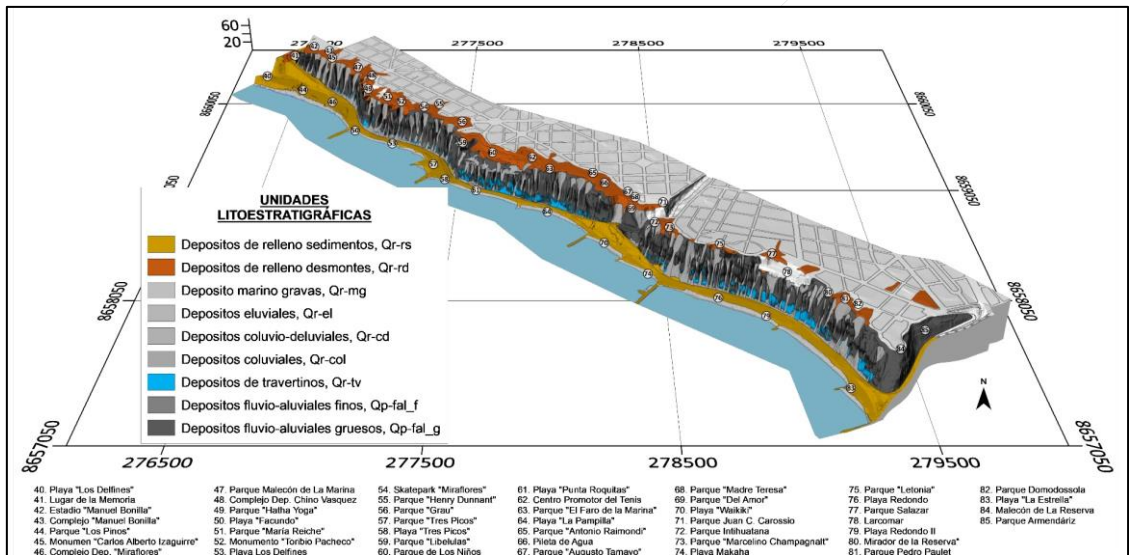 60
40
20
277500
278500
279500
8660050
8660050
8659050
8658050
8658050
8657050
8657050
276500
277500
278500
279500
N
UNIDADES
LITOESTRATIGRÁFICAS
Depositos de relleno sedimentos, Qr-rs
Depositos de relleno desmontes, Qr-rd
Deposito marino gravas, Qr-mg
Depositos eluviales, Qr-el
Depositos coluvio-deluviales, Qr-cd
Depositos coluviales, Qr-col
Depositos de travertinos, Qr-tv
Depositos fluvio-aluviales finos, Qp-fal_f
Depositos fluvio-aluviales gruesos, Qp-fal_g
40. Playa "Los Delfines"
41. Lugar de la Memoria
42. Estadio "Manuel Bonilla"
43. Complejo "Manuel Bonilla"
44. Parque "Los Pinos"
45. Monumen "Carlos Alberto Izaguirre"
46. Complejo Dep. "Miraflores"
47. Parque Malecón de La Marina
48. Complejo Dep. Chino Vasquez
49. Parque "Hatha Yoga"
50. Playa "Facundo"
51. Parque "María Reiche"
52. Monumento "Toribio Pacheco"
53. Playa Los Delfines
54. Skatepark "Miraflores"
55. Parque "Henry Dunnant"
56. Parque "Grau"
57. Parque "Tres Picos"
58. Playa "Tres Picos"
59. Parque "Libelulas"
60. Parque de Los Niños
61. Playa "Punta Roquitas"
62. Centro Promotor del Tenis
63. Parque "El Faro de la Marina"
64. Playa "La Pampilla"
65. Parque "Antonio Raimondi"
66. Pileta de Agua
67. Parque "Augusto Tamayo"
68. Parque "Madre Teresa"
69. Parque "Del Amor"
70. Playa "Waikiki"
71. Parque Juan C. Carossio
72. Parque Intihuatana
73. Parque "Marcelino Champagnalt"
74. Playa Makaha
75. Parque "Letonia"
76. Playa Redondo
77. Parque Salazar
78. Larcomar
79. Playa Redondo II
80. Mirador de la Reserva"
81. Parque Pedro Paulet
82. Parque Domodossola
83. Playa "La Estrella"
84. Malecón de La Reserva
85. Parque Armendáriz